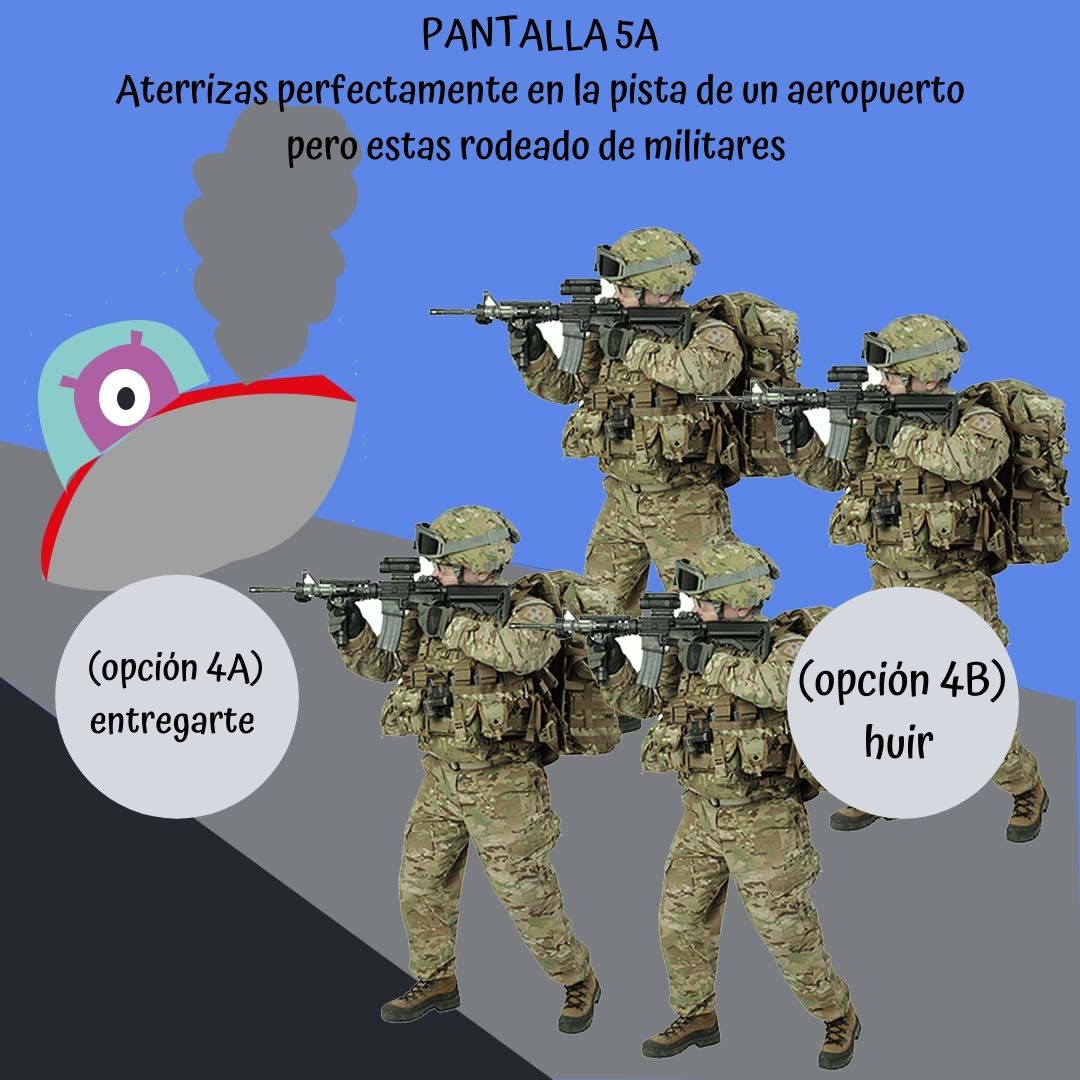 PANTALLA 5A
Aterrizas perfectamente en la pista de un aeropuerto
pero estas rodeado de militares
(opción 4A)
entregarte
(opción 4B)
huir